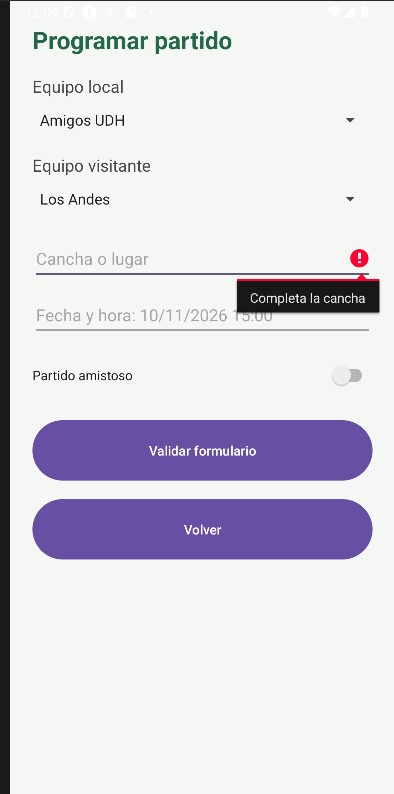 12:04
Programar partido
Equipo local
Amigos UDH
Equipo visitante
Los Andes
Cancha o lugar
Completa la cancha
Fecha y hora: 10/11/2026 15:00
Partido amistoso
Validar formulario
Volver